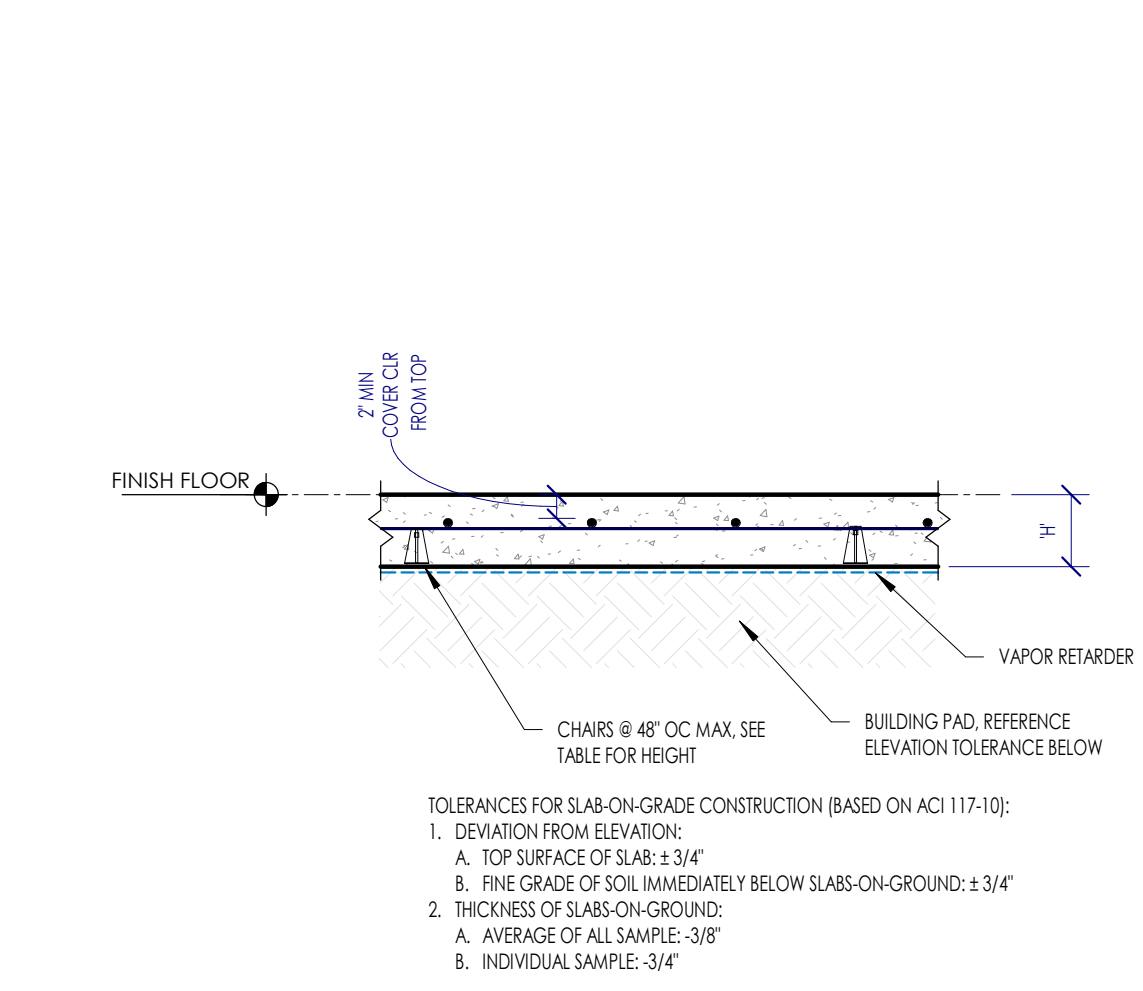 2" MIN
COVER CLR
FROM TOP
FINISH FLOOR
'H'
VAPOR RETARDER
CHAIRS @ 48" OC MAX, SEE
TABLE FOR HEIGHT
BUILDING PAD, REFERENCE
ELEVATION TOLERANCE BELOW
TOLERANCES FOR SLAB-ON-GRADE CONSTRUCTION (BASED ON ACI 117-10):
1. DEVIATION FROM ELEVATION:
A. TOP SURFACE OF SLAB: ± 3/4"
B. FINE GRADE OF SOIL IMMEDIATELY BELOW SLABS-ON-GROUND: ± 3/4"
2. THICKNESS OF SLABS-ON-GROUND:
A. AVERAGE OF ALL SAMPLE: -3/8"
B. INDIVIDUAL SAMPLE: -3/4"